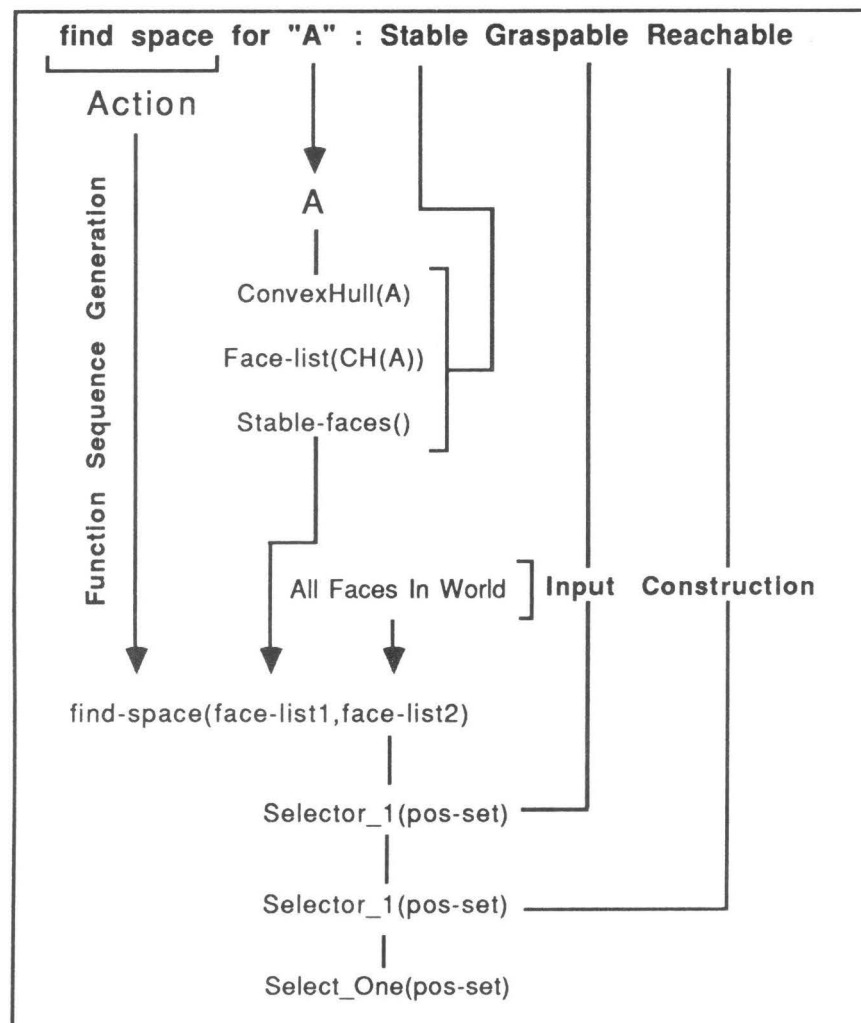 find space for "A" : Stable Graspable Reachable
Action
A
Function Sequence Generation
ConvexHull(A)
Face-list(CH(A))
Stable-faces()
All Faces In World
Input Construction
find-space(face-list1,face-list2)
Selector_1(pos-set)
Selector_1(pos-set)
Select_One(pos-set)